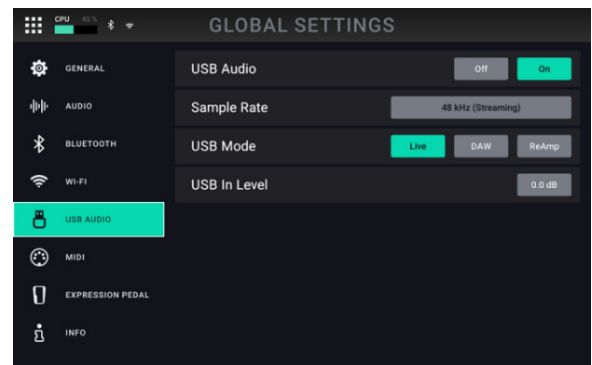 CPU 45 % GLOBAL SETTINGS
GENERAL
USB Audio Off On
AUDIO
Sample Rate 48 kHz (Streaming)
BLUETOOTH
USB Mode Live DAW ReAmp
WI-FI
USB In Level 0.0 dB
USB AUDIO
MIDI
EXPRESSION PEDAL
INFO